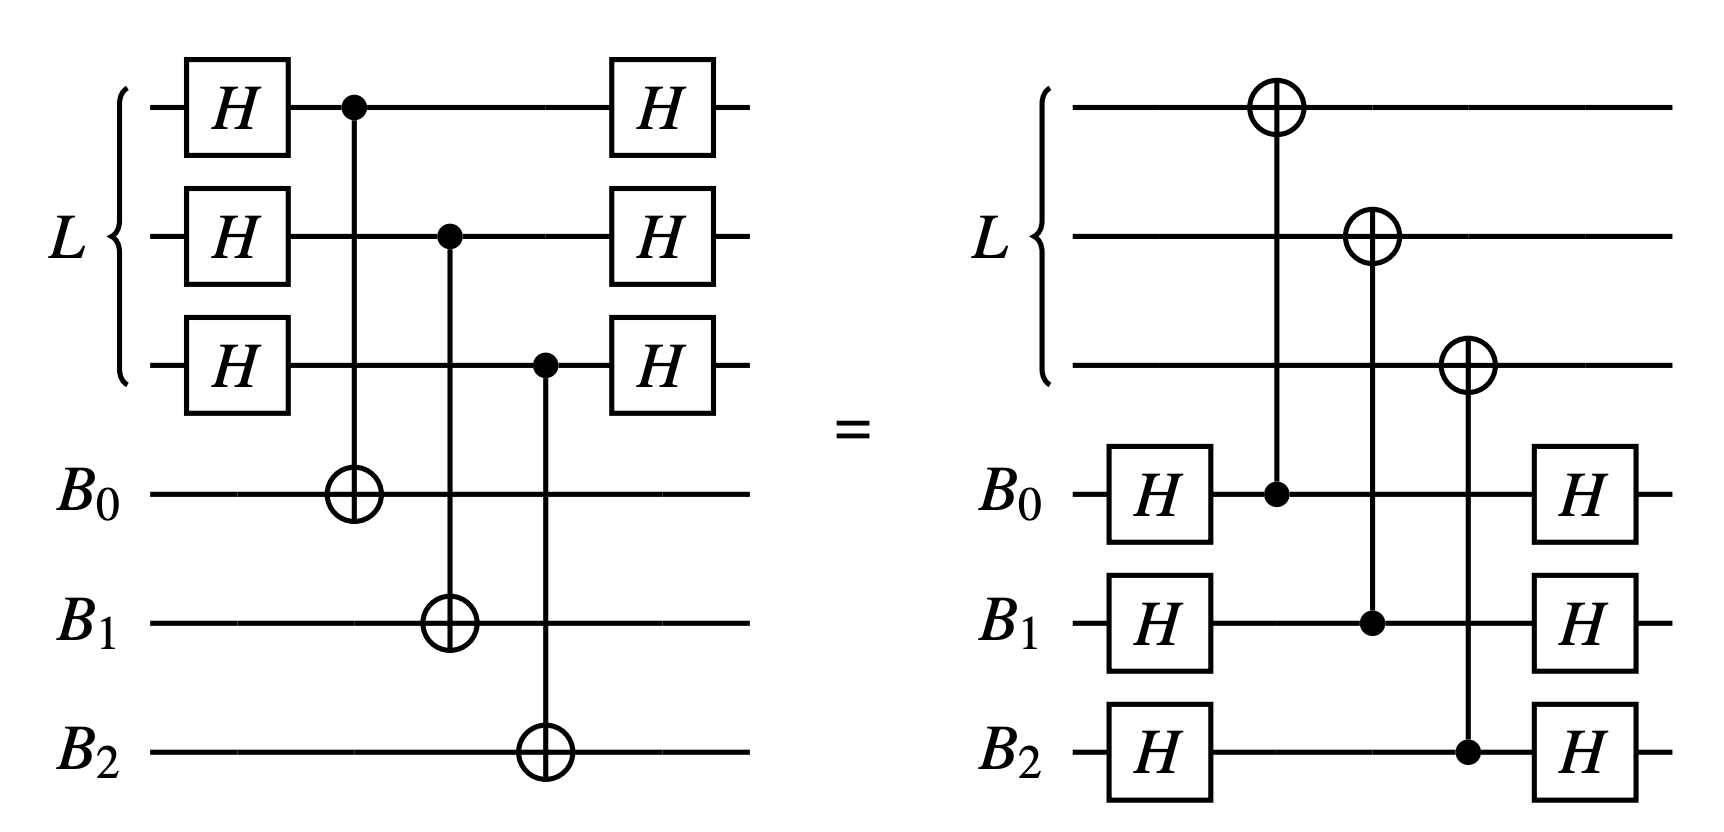 H H
L H H L
H H
=
B0 B0 H H
B1 B1 H H
B2 B2 H H